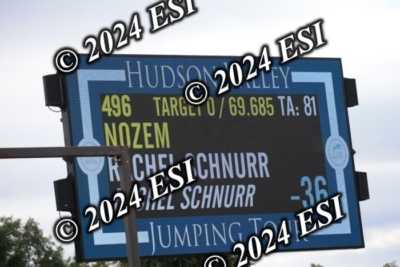 © 2024 ESI
© 2024 ESI
HUDSON VALLEY
© 2024 ESI
496 TARGET 0 / 69.685 TA: 81
NOZEM
RACHEL SCHNURR
RACHEL SCHNURR
-36
© 2024 ESI
© 2024 ESI
JUMPING TOUR
© 2024 ESI